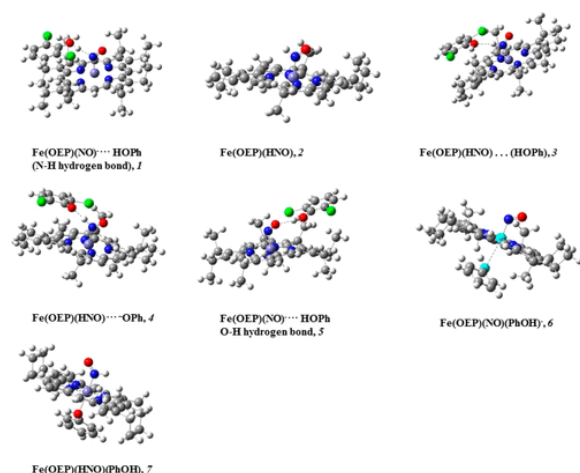 Fe(OEP)(NO)···· HOPh
(N-H hydrogen bond), 1
Fe(OEP)(HNO), 2
Fe(OEP)(HNO) . . . (HOPh), 3
Fe(OEP)(HNO)····⁻OPh, 4
Fe(OEP)(NO)···· HOPh
O-H hydrogen bond, 5
Fe(OEP)(NO)(PhOH)⁻, 6
Fe(OEP)(HNO)(PhOH), 7